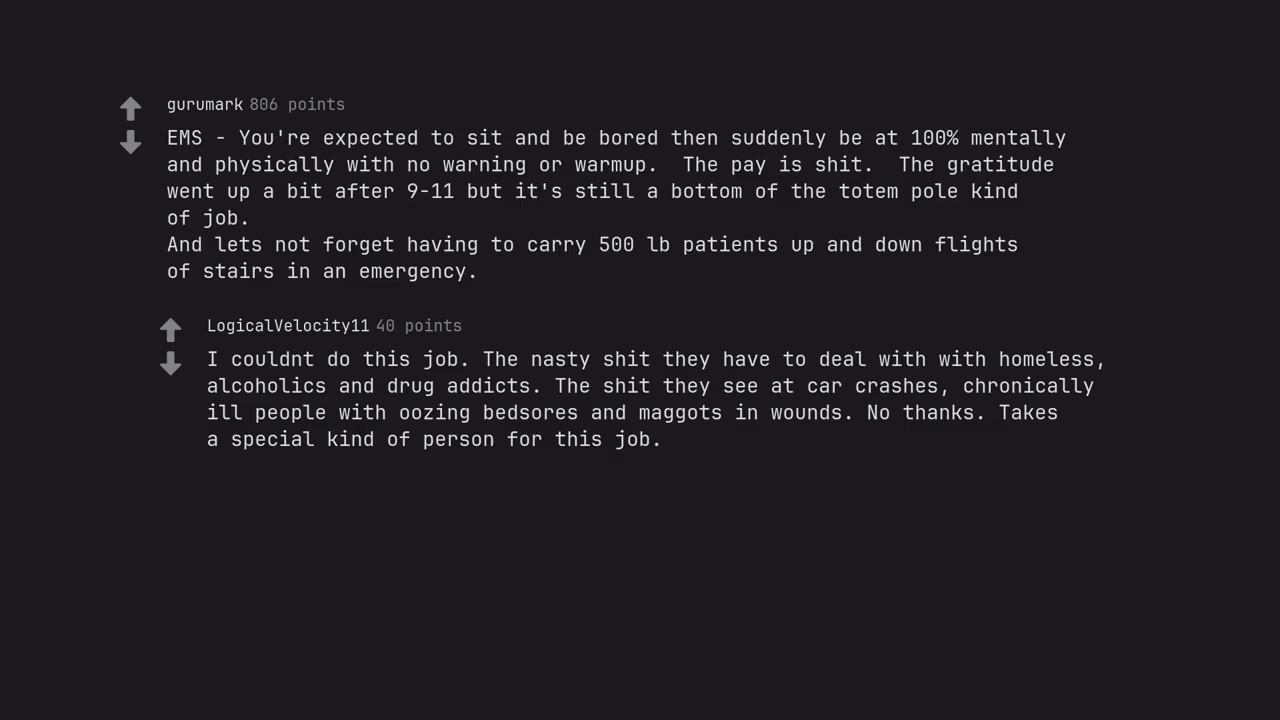 gurumark 806 points
EMS - You're expected to sit and be bored then suddenly be at 100% mentally
and physically with no warning or warmup.  The pay is shit.  The gratitude
went up a bit after 9-11 but it's still a bottom of the totem pole kind
of job.
And lets not forget having to carry 500 lb patients up and down flights
of stairs in an emergency.
LogicalVelocity11 40 points
I couldnt do this job. The nasty shit they have to deal with with homeless,
alcoholics and drug addicts. The shit they see at car crashes, chronically
ill people with oozing bedsores and maggots in wounds. No thanks. Takes
a special kind of person for this job.